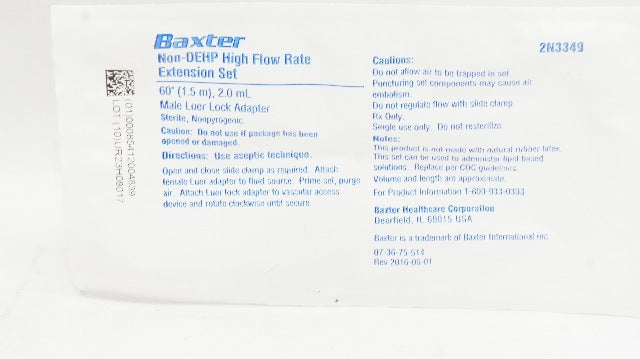 Baxter
Non-DEHP High Flow Rate
Extension Set
60" (1.5 m), 2.0 mL
Male Luer Lock Adapter
Sterile, Nonpyrogenic.
Caution: Do not use if package has been
opened or damaged.
Directions: Use aseptic technique.
Open and close slide clamp as required. Attach
female Luer adapter to fluid source. Prime set, purge
air. Attach Luer lock adapter to vascular access
device and rotate clockwise until secure.
2N3349
Cautions:
Do not allow air to be trapped in set.
Puncturing set components may cause air
embolism.
Do not regulate flow with slide clamp.
Rx Only.
Single use only. Do not resterilize.
Notes:
This product is not made with natural rubber latex.
This set can be used to administer lipid based
solutions. Replace per CDC guidelines.
Volume and length are approximate.
For Product Information 1-800-933-0303
Baxter Healthcare Corporation
Deerfield, IL 60015 USA
Baxter is a trademark of Baxter International Inc.
07-36-75-514
Rev 2016-05-01